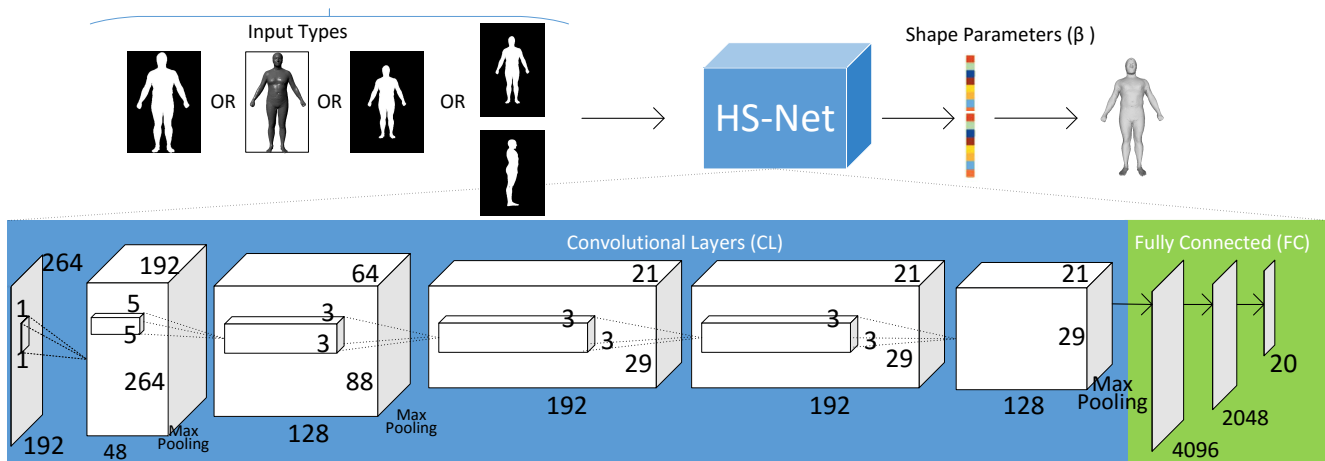 Input Types
OR
OR
OR
HS-Net
Shape Parameters (β )
Convolutional Layers (CL)
Fully Connected (FC)
264
1
1
192
192
5
5
264
48
Max
Pooling
64
3
3
88
128
Max
Pooling
21
3
3
29
192
21
3
3
29
192
21
29
128
Max
Pooling
4096
2048
20